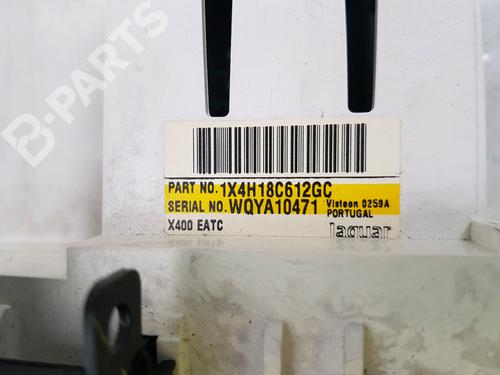 B-PARTS
PART NO. 1X4H18C612GC
SERIAL NO. WQYA10471 Visteon 0259A
PORTUGAL
X400 EATC
Jaguar